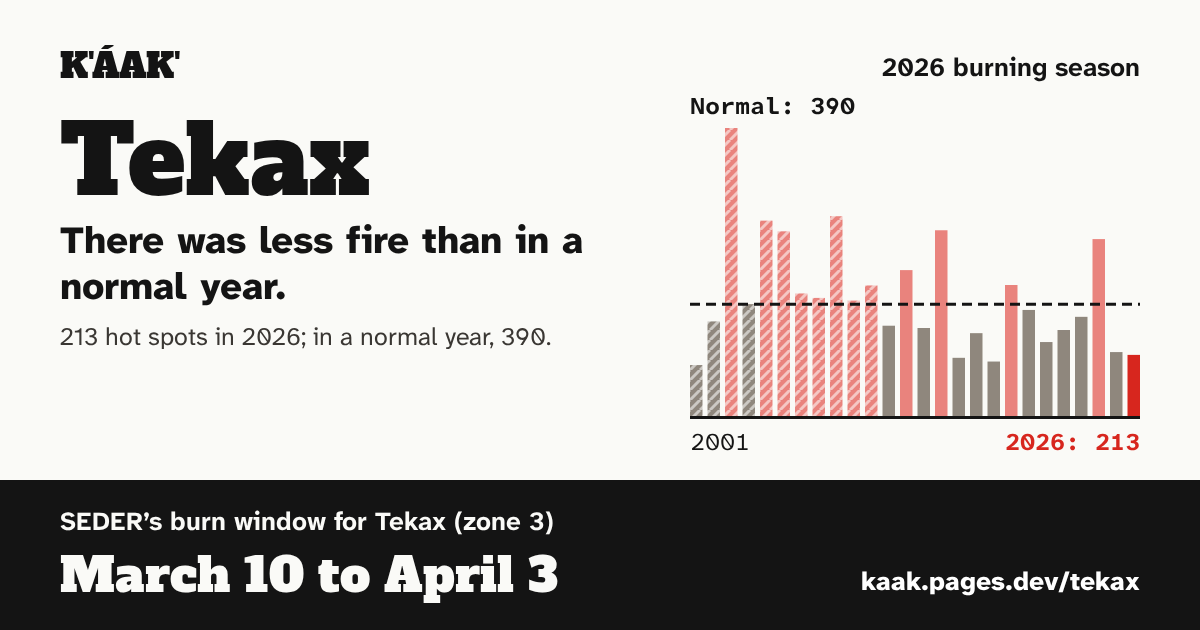 K'ÁAK'
Tekax
There was less fire than in a
normal year.
213 hot spots in 2026; in a normal year, 390.
2026 burning season
Normal: 390
2001
2026: 213
SEDER’s burn window for Tekax (zone 3)
March 10 to April 3
kaak.pages.dev/tekax